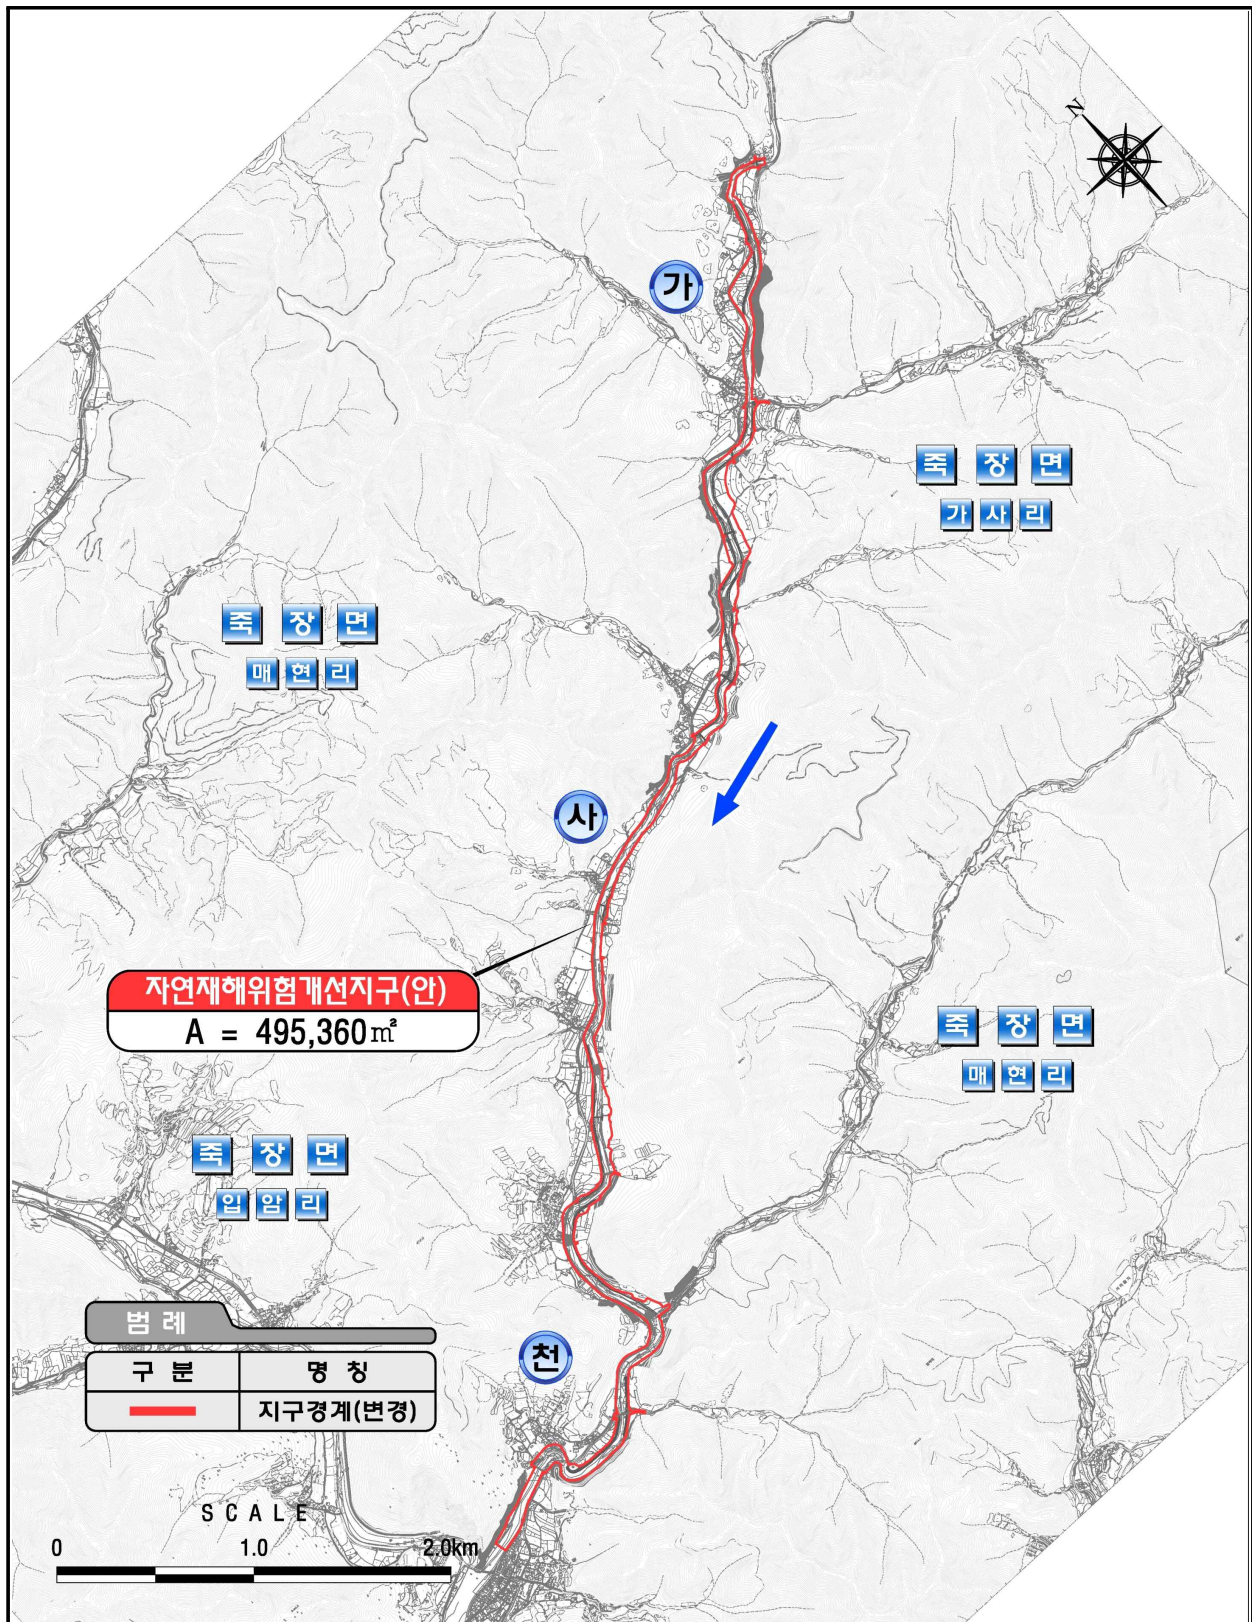 N
가
죽 장 면
가 사 리
죽 장 면
매 현 리
사
자연재해위험개선지구(안)
A = 495,360㎡
죽 장 면
매 현 리
죽 장 면
입 암 리
범 례
구 분 명 칭
지구경계(변경)
천
SCALE
0 1.0 2.0km